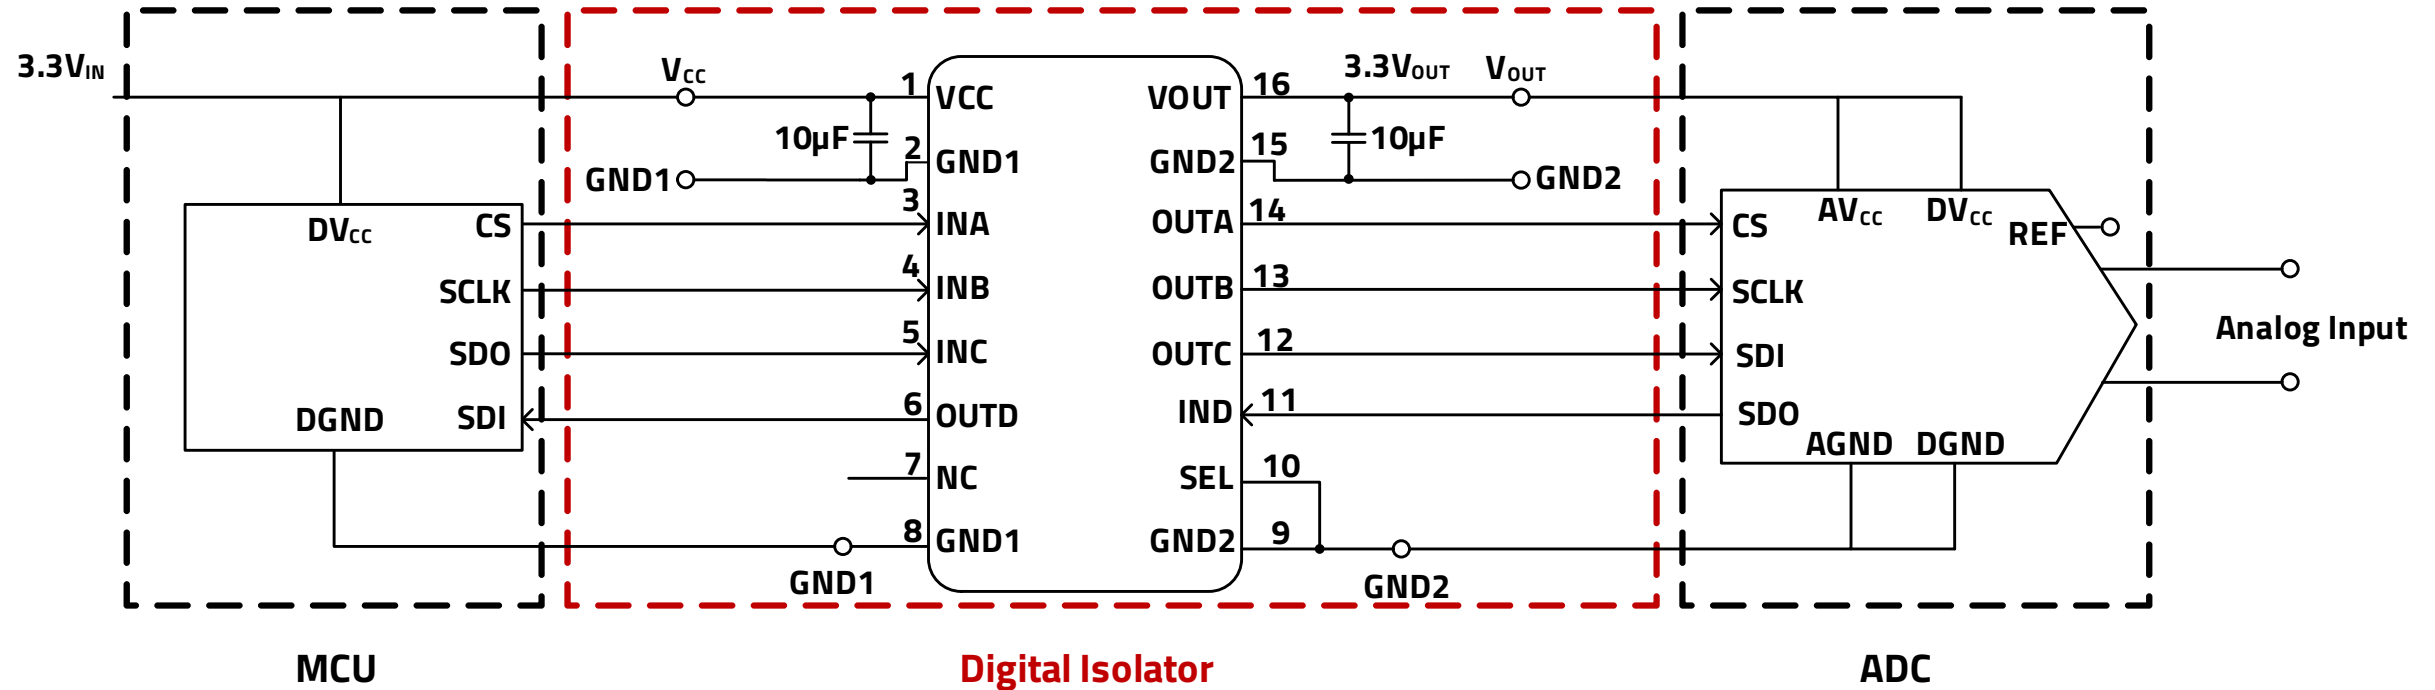 3.3VIN
VCC
10µF
GND1
DVCC
CS
SCLK
SDO
SDI
DGND
GND1
1
2
3
4
5
6
7
8
VCC
GND1
INA
INB
INC
OUTD
NC
GND1
VOUT
GND2
OUTA
OUTB
OUTC
IND
SEL
GND2
16
15
14
13
12
11
10
9
3.3VOUT
VOUT
10µF
GND2
GND2
CS
SCLK
SDI
SDO
AVCC
DVCC
REF
AGND
DGND
Analog Input
MCU
Digital Isolator
ADC